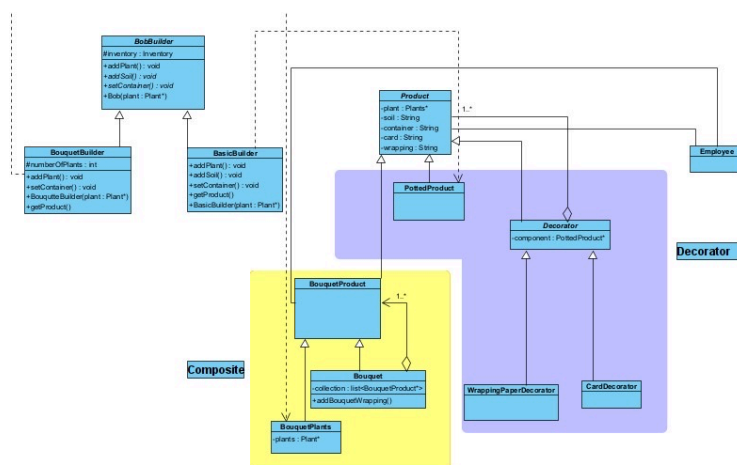 BobBuilder
#inventory : Inventory
+addPlant() : void
+addSoil() : void
+setContainer() : void
+Bob(plant : Plant*)
BouquetBuilder
#numberOfPlants : int
+addPlant() : void
+setContainer() : void
+BouqutteBuilder(plant : Plant*)
+getProduct()
BasicBuilder
+addPlant() : void
+addSoil() : void
+setContainer() : void
+getProduct()
+BasicBuilder(plant : Plant*)
Product
-plant : Plants*
-soil : String
-container : String
-card : String
-wrapping : String
1..*
Employee
PottedProduct
Decorator
-component : PottedProduct*
Decorator
BouquetProduct
1..*
Composite
Bouquet
-collection : list<BouquetProduct*>
+addBouquetWrapping()
WrappingPaperDecorator
CardDecorator
BouquetPlants
-plants : Plant*